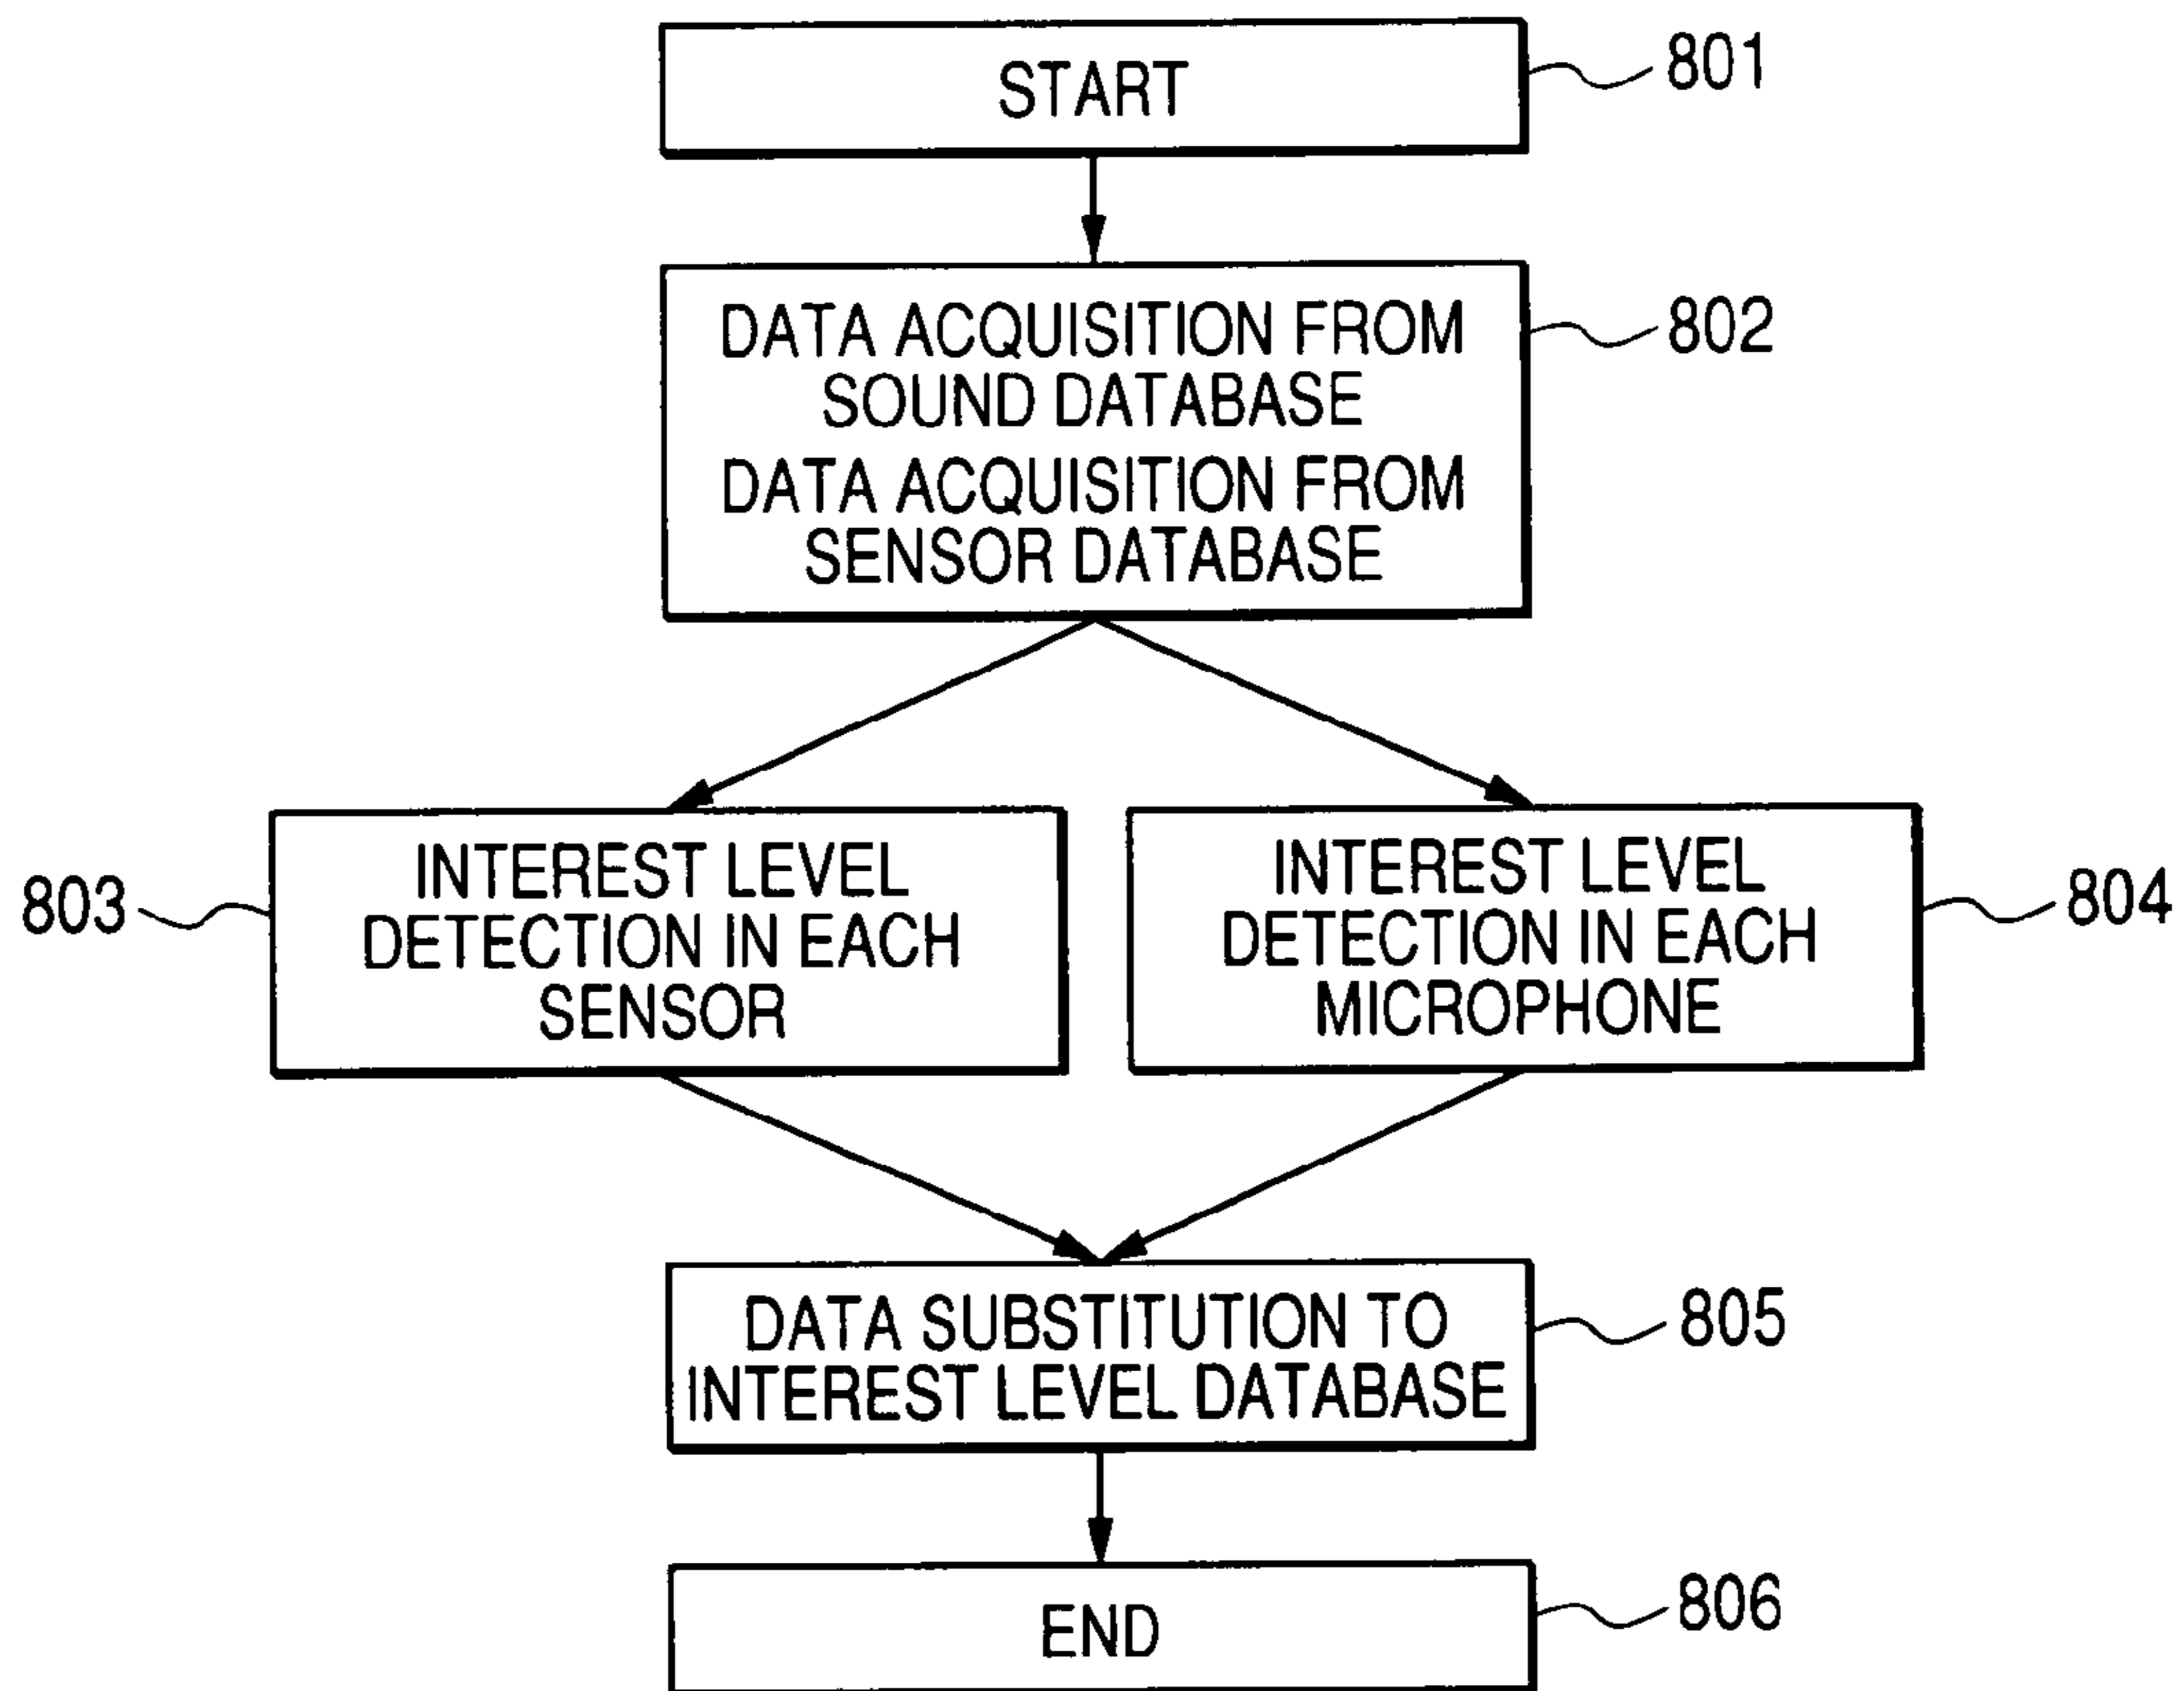 START
801
DATA ACQUISITION FROM
SOUND DATABASE
DATA ACQUISITION FROM
SENSOR DATABASE
802
803
INTEREST LEVEL
DETECTION IN EACH
SENSOR
INTEREST LEVEL
DETECTION IN EACH
MICROPHONE
804
DATA SUBSTITUTION TO
INTEREST LEVEL DATABASE
805
END
806